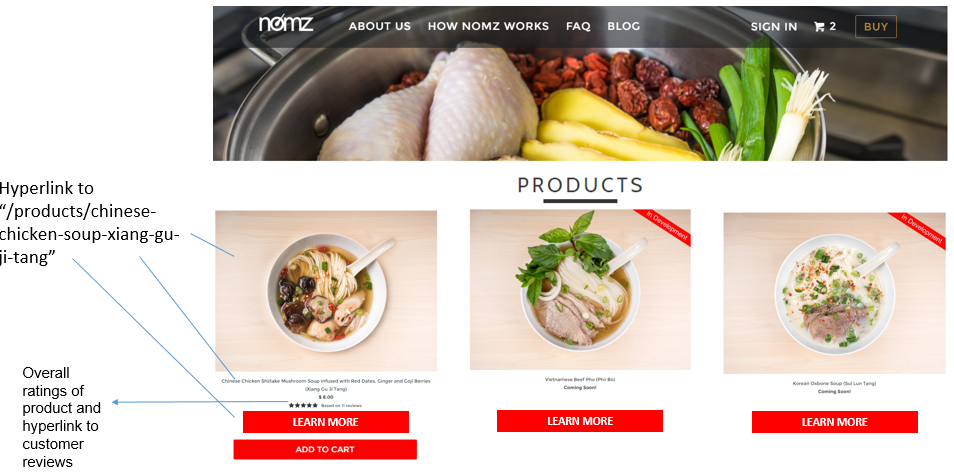 nomz
ABOUT US
HOW NOMZ WORKS
FAQ
BLOG
SIGN IN
2
BUY
PRODUCTS
Hyperlink to
“/products/chinese-
chicken-soup-xiang-gu-
ji-tang”
In Development
In Development
Chinese Chicken Shiitake Mushroom Soup Infused with Red Dates, Ginger and Goji Berries
(Xiang Gu Ji Tang)
$ 8.00
Based on 11 reviews
LEARN MORE
ADD TO CART
Vietnamese Beef Pho (Phi Bò)
Coming Soon!
LEARN MORE
Korean Oxbone Soup (Sul Lun Tang)
Coming Soon!
LEARN MORE
Overall
ratings of
product and
hyperlink to
customer
reviews